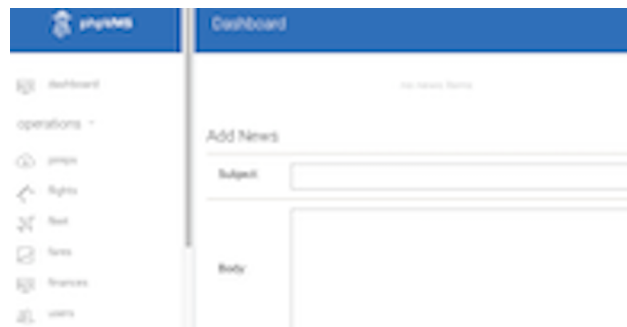 phpVMS
Dashboard
dashboard
no news items
operations
Add News
pireps
Subject:
flights
fleet
fares
Body:
finances
users